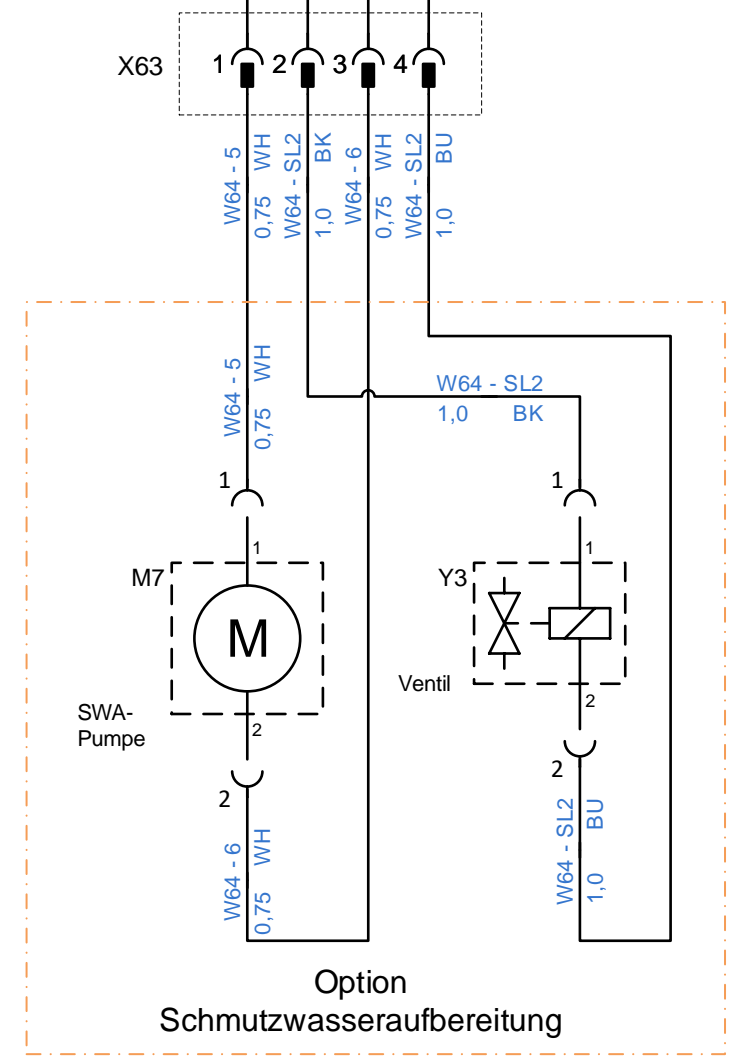 X63
1 2 3 4
W64 - 5
0,75 WH
W64 - SL2
1,0 BK
W64 - 6
0,75 WH
W64 - SL2
1,0 BU
W64 - 5
0,75 WH
W64 - SL2
1,0 BK
1
1
1
1
M7
M
Y3
Ventil
SWA-
Pumpe
2
2
2
2
W64 - 6
0,75 WH
W64 - SL2
1,0 BU
Option
Schmutzwasseraufbereitung